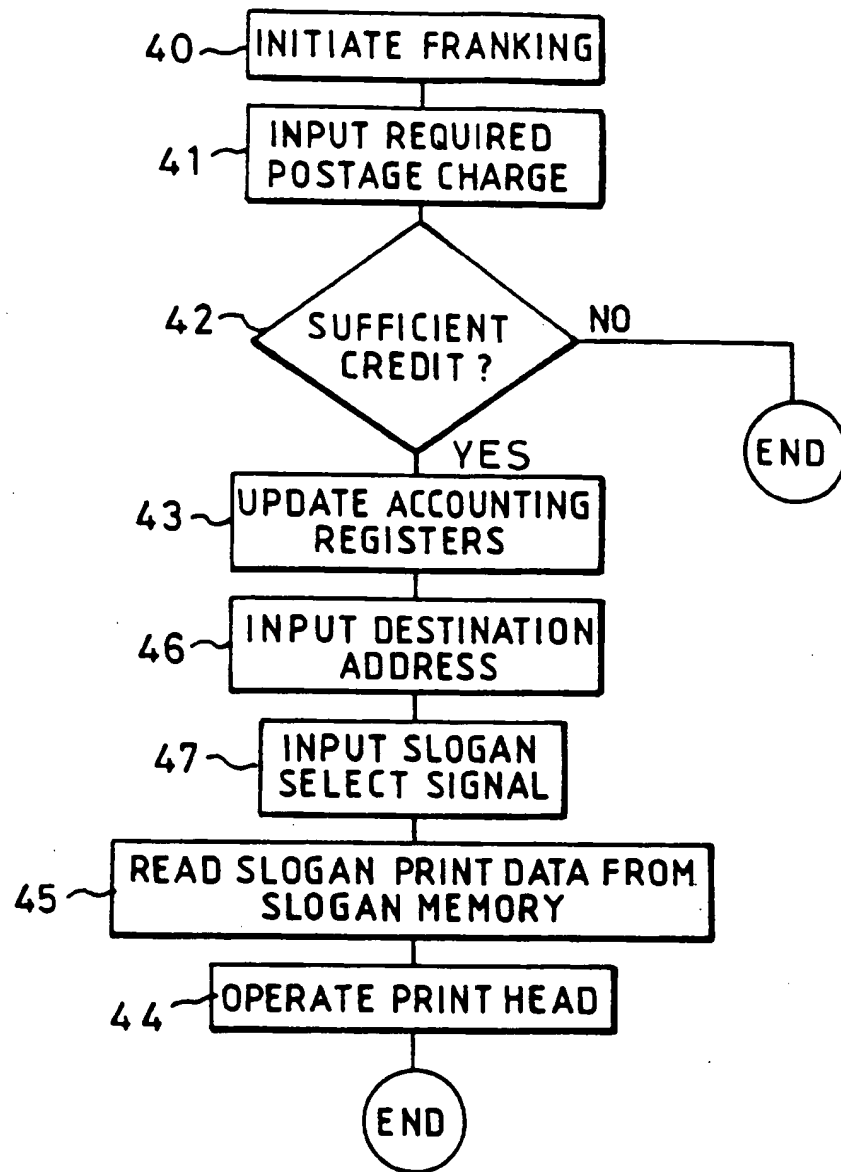 40
INITIATE FRANKING
41
INPUT REQUIRED
POSTAGE CHARGE
42
SUFFICIENT
CREDIT ?
NO
END
YES
43
UPDATE ACCOUNTING
REGISTERS
46
INPUT DESTINATION
ADDRESS
47
INPUT SLOGAN
SELECT SIGNAL
45
READ SLOGAN PRINT DATA FROM
SLOGAN MEMORY
44
OPERATE PRINT HEAD
END